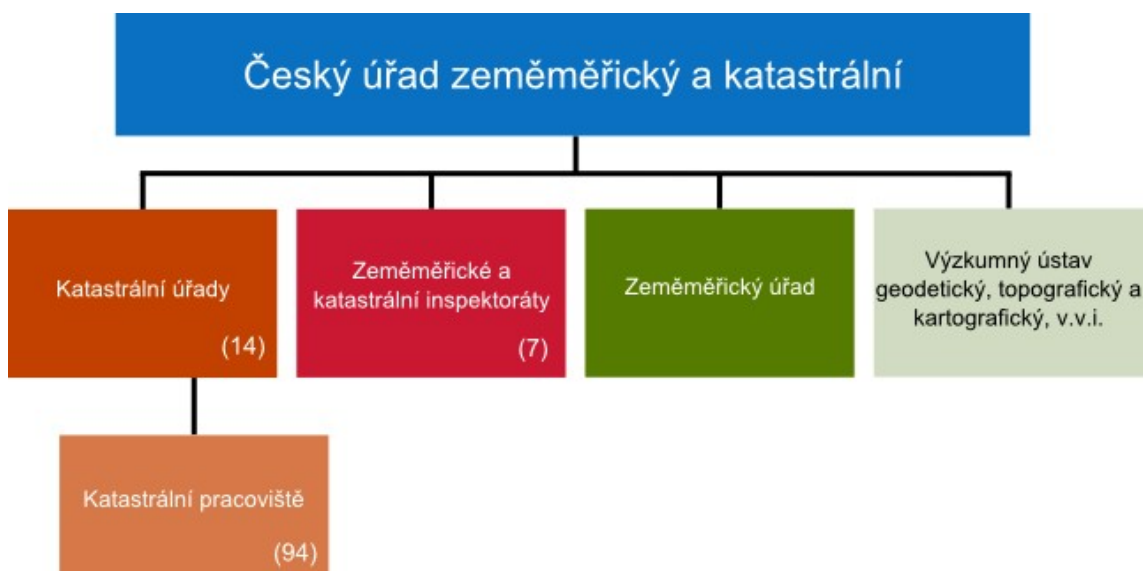 Český úřad zeměměřický a katastrální
Katastrální úřady
(14)
Zeměměřické a
katastrální inspektoráty
(7)
Zeměměřický úřad
Výzkumný ústav
geodetický, topografický a
kartografický, v.v.i.
Katastrální pracoviště
(94)